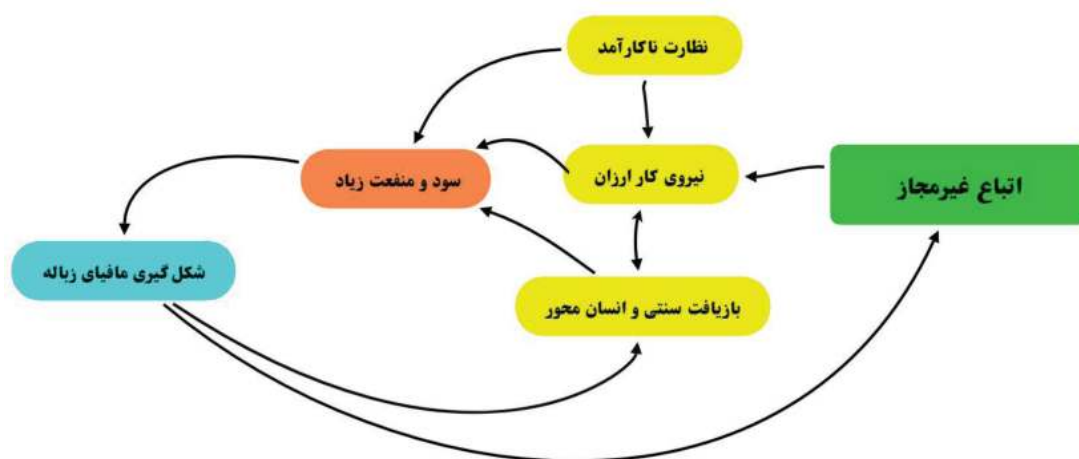 نظارت ناکارآمد
اتباع غیرمجاز
نیروی کار ارزان
سود و منفعت زیاد
بازیافت سنتی و انسان محور
شکل گیری مافیای زباله